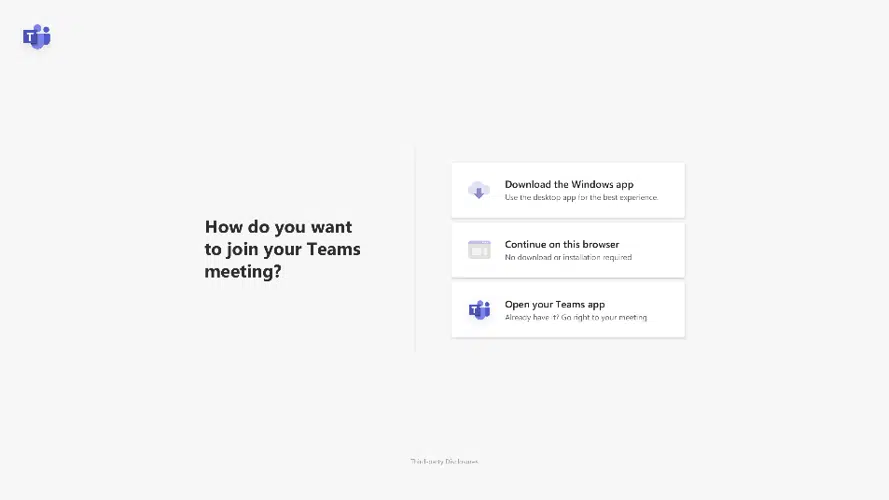 T
How do you want
to join your Teams
meeting?
Download the Windows app
Use the desktop app for the best experience.
Continue on this browser
No download or installation required
T
Open your Teams app
Already have it? Go right to your meeting
Third-party Disclosures